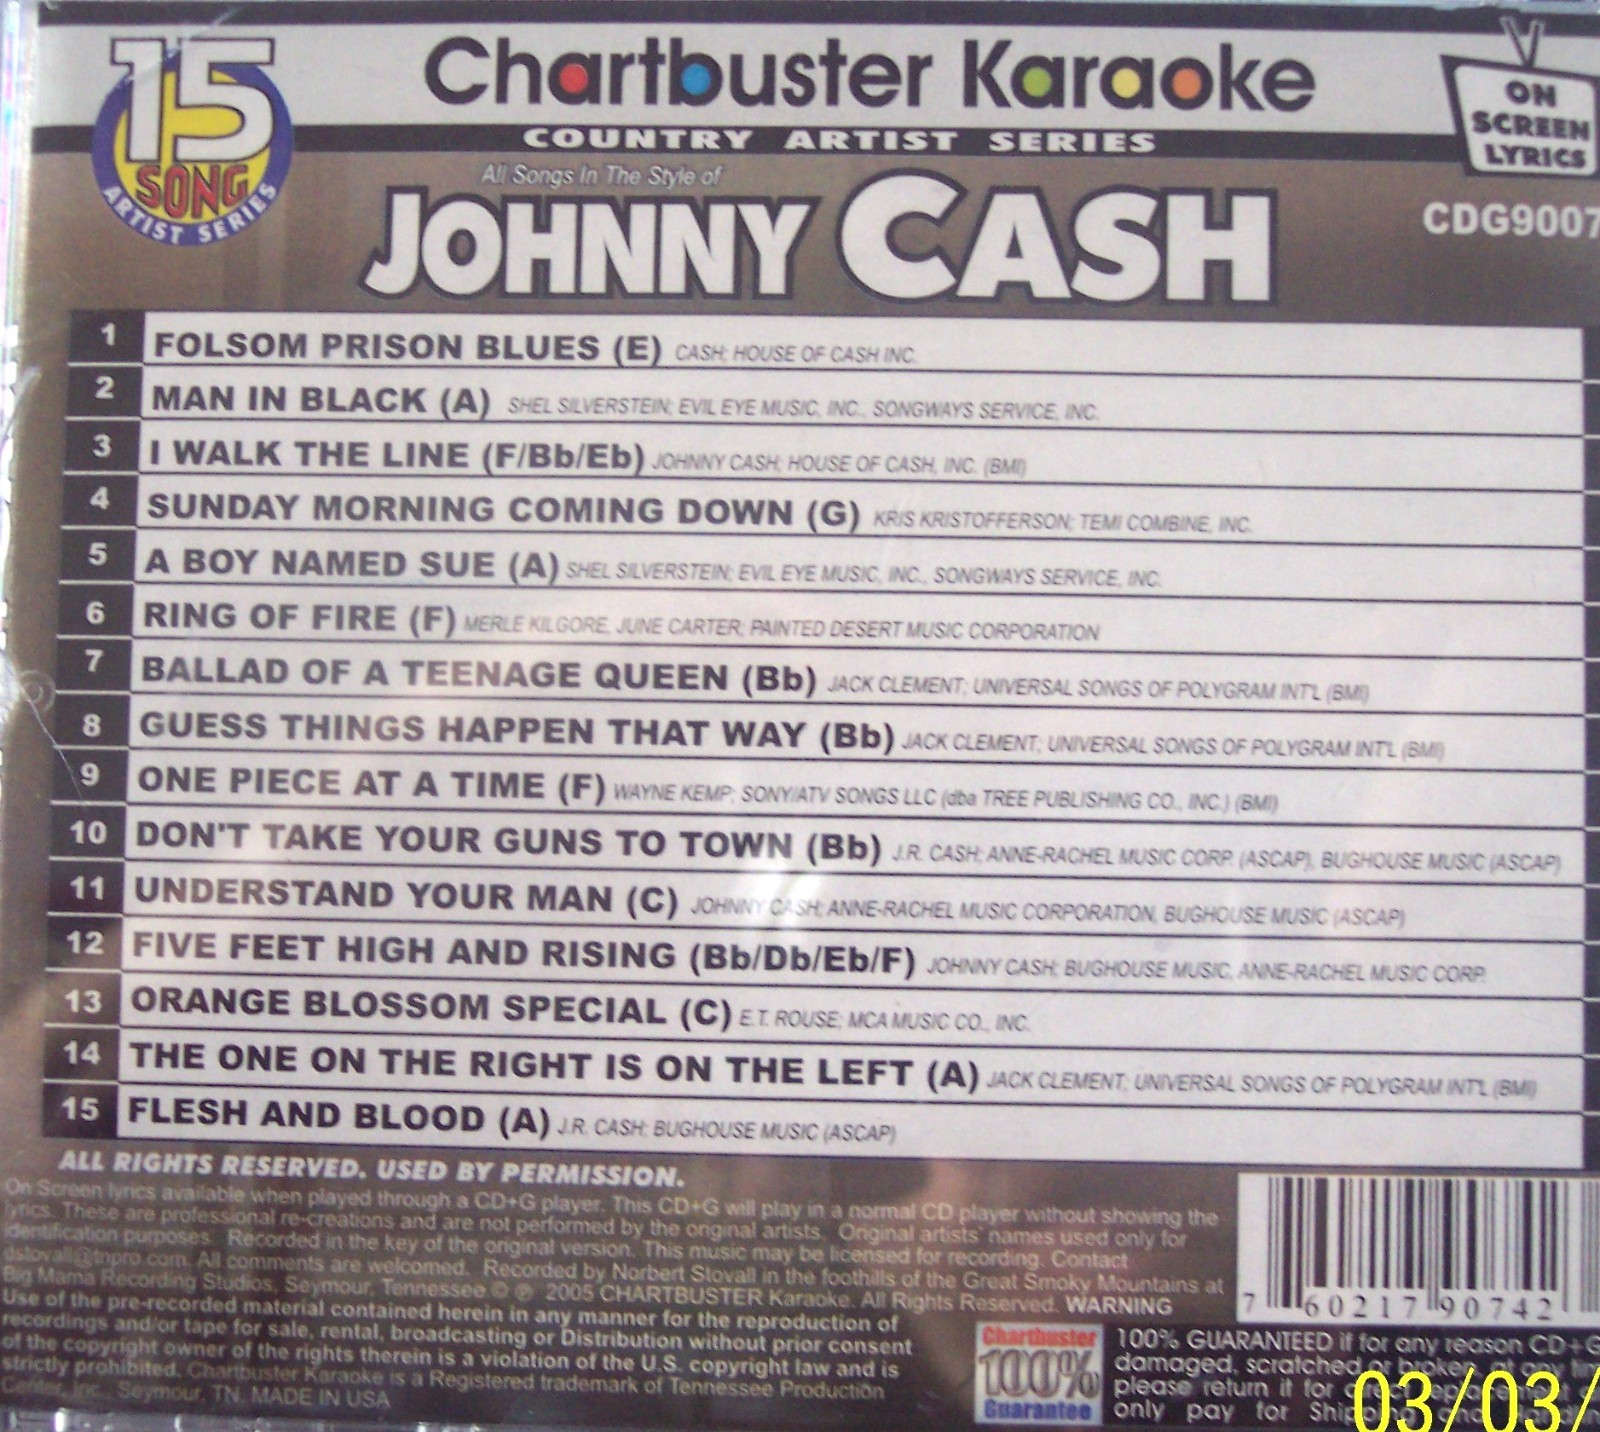 15
SONG
ARTIST SERIES
Chartbuster Karaoke
COUNTRY ARTIST SERIES
ON
SCREEN
LYRICS
All Songs In The Style of
JOHNNY CASH
CDG9007
1 FOLSOM PRISON BLUES (E) CASH; HOUSE OF CASH INC.
2 MAN IN BLACK (A) SHEL SILVERSTEIN; EVIL EYE MUSIC, INC., SONGWAYS SERVICE, INC.
3 I WALK THE LINE (F/Bb/Eb) JOHNNY CASH; HOUSE OF CASH, INC. (BMI)
4 SUNDAY MORNING COMING DOWN (G) KRIS KRISTOFFERSON; TEMI COMBINE, INC.
5 A BOY NAMED SUE (A) SHEL SILVERSTEIN; EVIL EYE MUSIC, INC., SONGWAYS SERVICE, INC.
6 RING OF FIRE (F) MERLE KILGORE, JUNE CARTER; PAINTED DESERT MUSIC CORPORATION
7 BALLAD OF A TEENAGE QUEEN (Bb) JACK CLEMENT; UNIVERSAL SONGS OF POLYGRAM INT'L (BMI)
8 GUESS THINGS HAPPEN THAT WAY (Bb) JACK CLEMENT; UNIVERSAL SONGS OF POLYGRAM INT'L (BMI)
9 ONE PIECE AT A TIME (F) WAYNE KEMP; SONY/ATV SONGS LLC (dba TREE PUBLISHING CO., INC.) (BMI)
10 DON'T TAKE YOUR GUNS TO TOWN (Bb) J.R. CASH; ANNE-RACHEL MUSIC CORP. (ASCAP), BUGHOUSE MUSIC (ASCAP)
11 UNDERSTAND YOUR MAN (C) JOHNNY CASH; ANNE-RACHEL MUSIC CORPORATION, BUGHOUSE MUSIC (ASCAP)
12 FIVE FEET HIGH AND RISING (Bb/Db/Eb/F) JOHNNY CASH; BUGHOUSE MUSIC, ANNE-RACHEL MUSIC CORP.
13 ORANGE BLOSSOM SPECIAL (C) E.T. ROUSE; MCA MUSIC CO., INC.
14 THE ONE ON THE RIGHT IS ON THE LEFT (A) JACK CLEMENT; UNIVERSAL SONGS OF POLYGRAM INT'L (BMI)
15 FLESH AND BLOOD (A) J.R. CASH; BUGHOUSE MUSIC (ASCAP)
ALL RIGHTS RESERVED. USED BY PERMISSION.
On Screen lyrics available when played through a CD+G player. This CD+G will play in a normal CD player without showing the
lyrics. These are professional re-creations and are not performed by the original artists. Original artists' names used only for
identification purposes. Recorded in the key of the original version. This music may be licensed for recording. Contact
dstovall@tnpro.com. All comments are welcomed. Recorded by Norbert Stovall in the foothills of the Great Smoky Mountains at
Big Mama Recording Studios, Seymour, Tennessee © ℗ 2005 CHARTBUSTER Karaoke. All Rights Reserved. WARNING
Use of the pre-recorded material contained herein in any manner for the reproduction of
recordings and/or tape for sale, rental, broadcasting or Distribution without prior consent
of the copyright owner of the rights therein is a violation of the U.S. copyright law and is
strictly prohibited. Chartbuster Karaoke is a Registered trademark of Tennessee Production
Center, Inc., Seymour, TN. MADE IN USA
7 60217 90742
Chartbuster
100%
Guarantee
100% GUARANTEED if for any reason CD+G
damaged, scratched or broken at any
please return it for
only pay for
03/03/